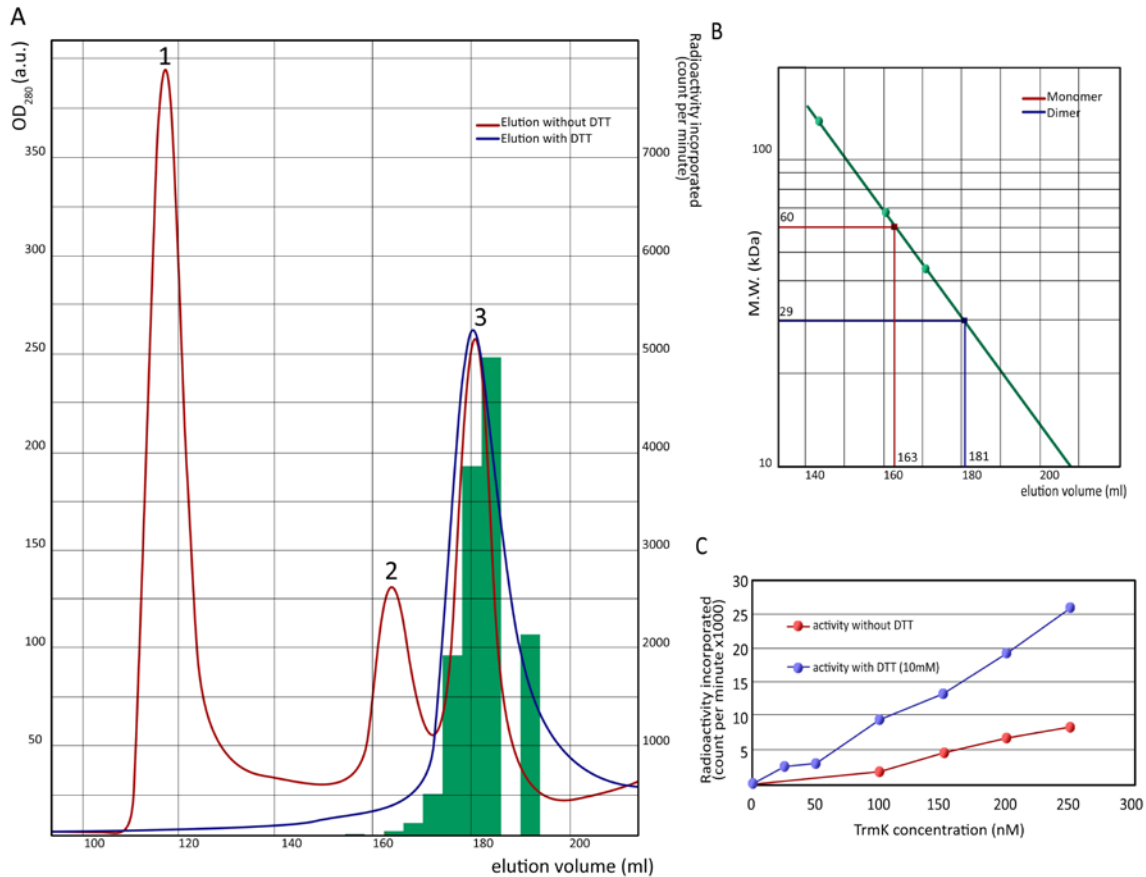 A
OD280 (a.u.)
350
300
250
200
150
100
50
1
2
3
Elution without DTT
Elution with DTT
Radioactivity incorporated
(count per minute)
7000
6000
5000
4000
3000
2000
1000
100
120
140
160
180
200
elution volume (ml)
B
Monomer
Dimer
M.W. (kDa)
100
60
29
10
163
181
140
160
180
200
elution volume (ml)
C
Radioactivity incorporated
(count per minute x1000)
30
25
20
15
10
5
activity without DTT
activity with DTT (10mM)
0
50
100
150
200
250
300
TrmK concentration (nM)